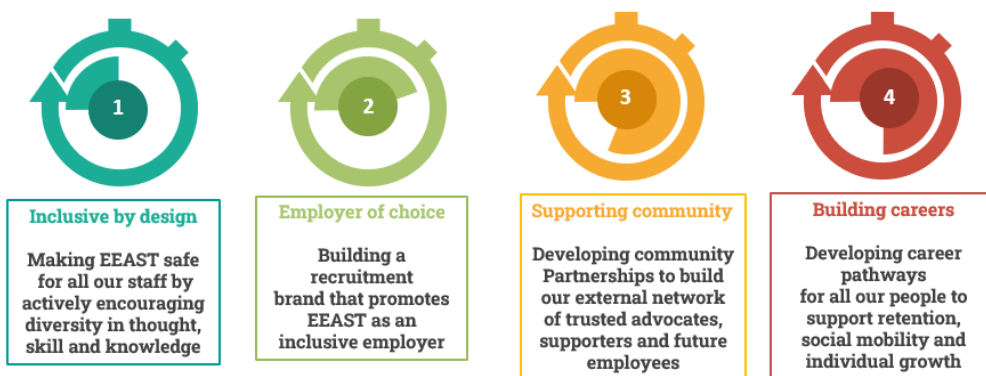 1
Inclusive by design
Making EEAST safe
for all our staff by
actively encouraging
diversity in thought,
skill and knowledge
2
Employer of choice
Building a
recruitment
brand that promotes
EEAST as an
inclusive employer
3
Supporting community
Developing community
Partnerships to build
our external network
of trusted advocates,
supporters and future
employees
4
Building careers
Developing career
pathways
for all our people to
support retention,
social mobility and
individual growth